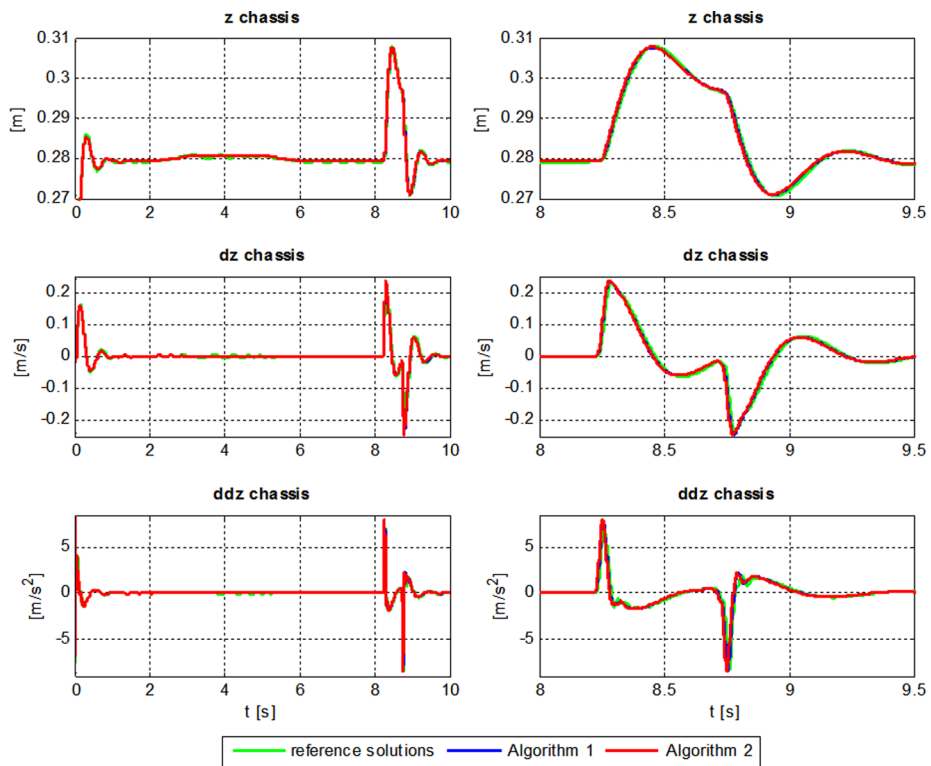 z chassis
z chassis
0.31
0.3
0.29
0.28
0.27
[m]
0 2 4 6 8 10
0.31
0.3
0.29
0.28
0.27
[m]
8 8.5 9 9.5
dz chassis
dz chassis
0.2
0.1
0
-0.1
-0.2
[m/s]
0 2 4 6 8 10
0.2
0.1
0
-0.1
-0.2
[m/s]
8 8.5 9 9.5
ddz chassis
ddz chassis
5
0
-5
[m/s²]
0 2 4 6 8 10
t [s]
5
0
-5
[m/s²]
8 8.5 9 9.5
t [s]
reference solutions Algorithm 1 Algorithm 2